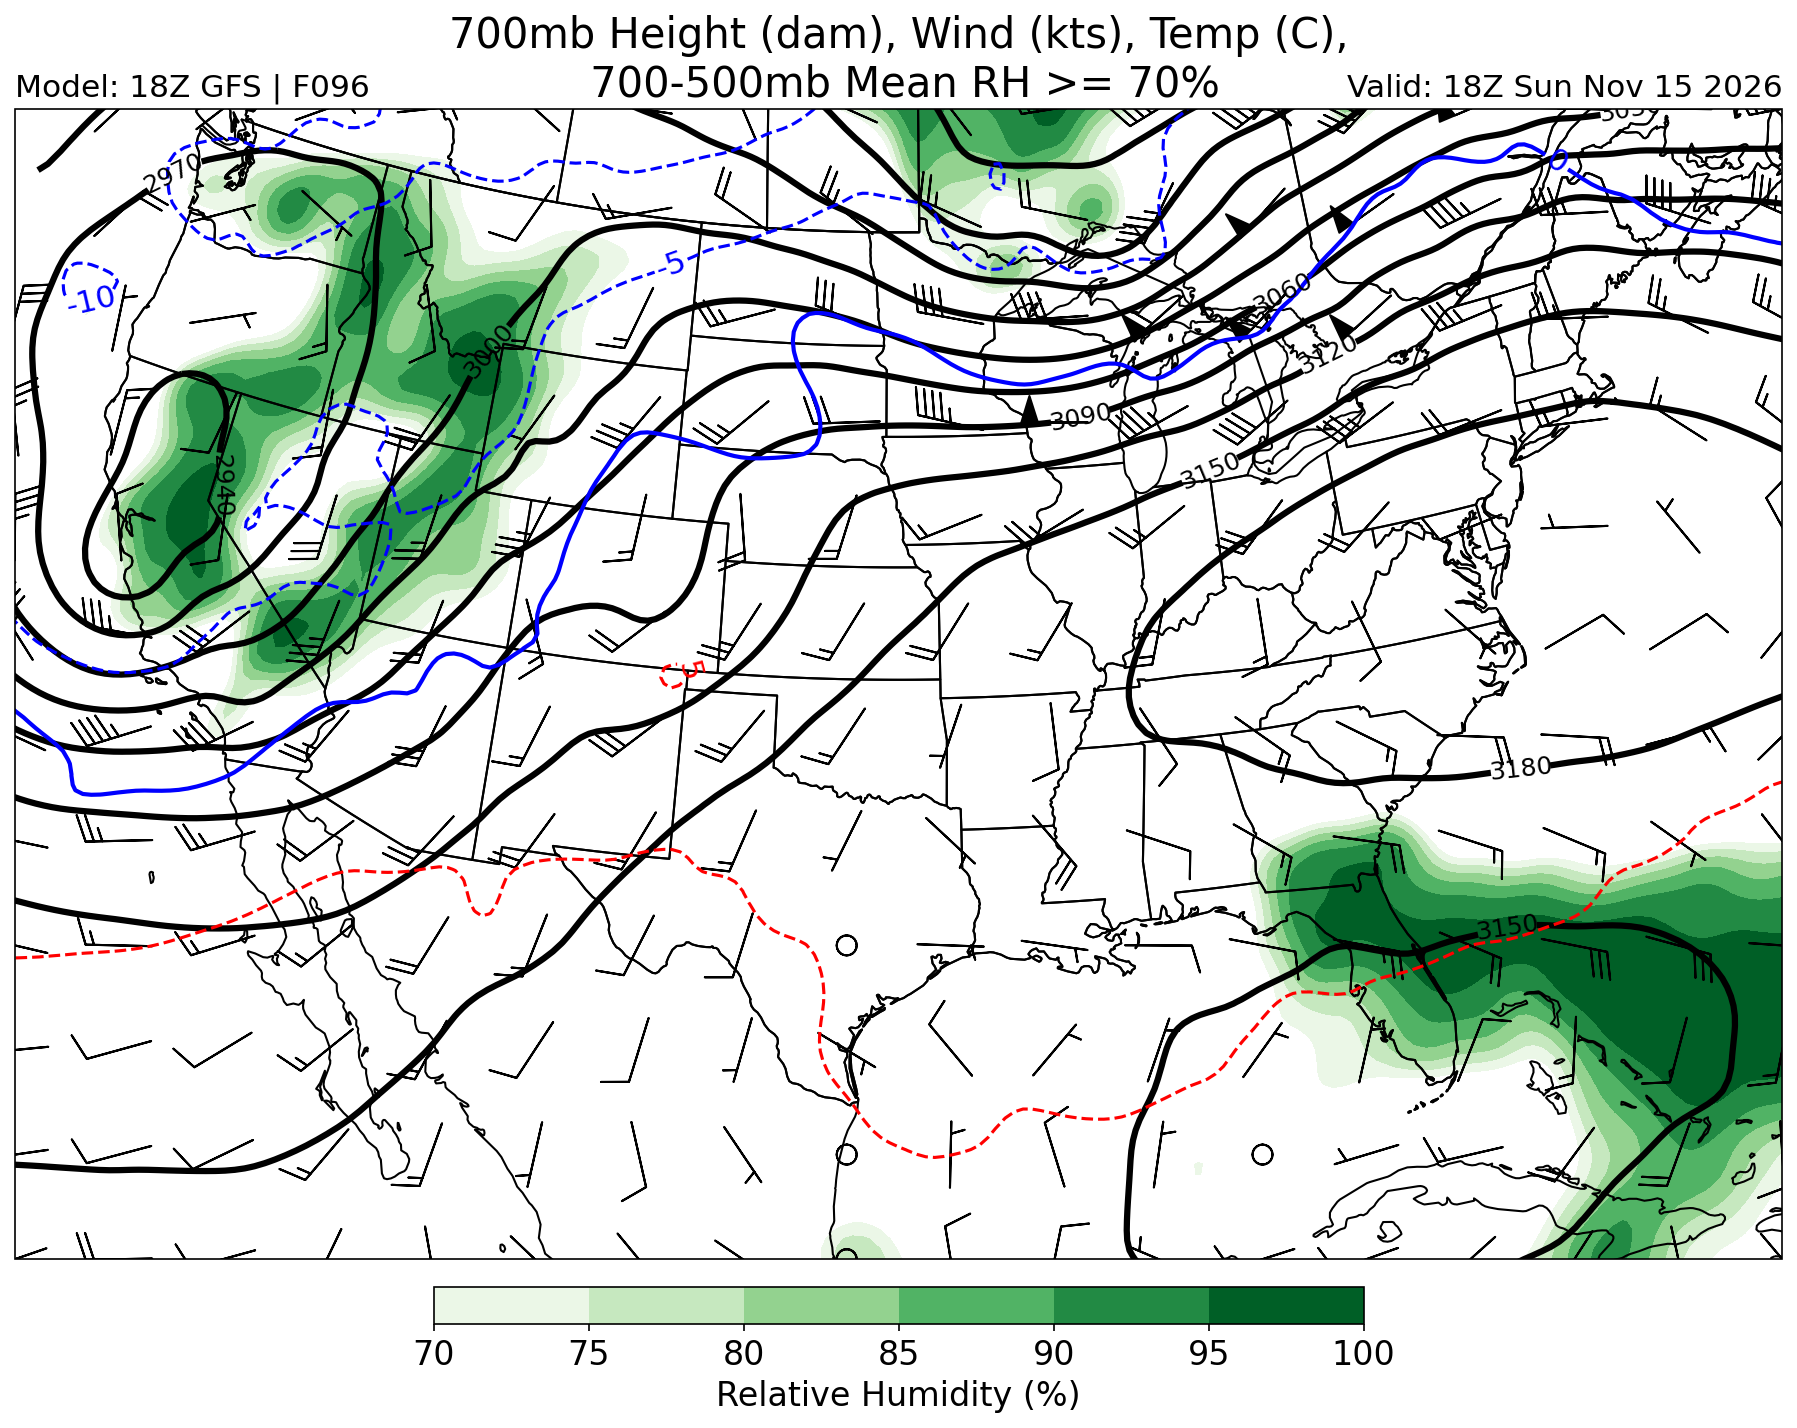 700mb Height (dam), Wind (kts), Temp (C),
Model: 18Z GFS | F096
700-500mb Mean RH >= 70%
Valid: 18Z Sun Nov 15 2026
2970
0
-5
-10
3060
3000
3120
3090
3150
2940
5
3180
3150
70 75 80 85 90 95 100
Relative Humidity (%)